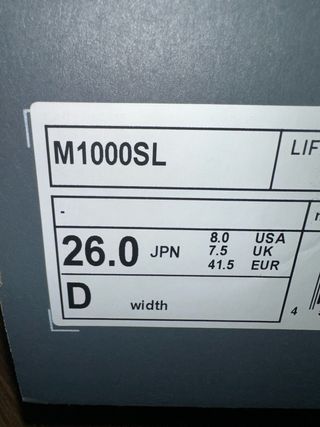 M1000SL
LIF
-
26.0 JPN
8.0 USA
7.5 UK
41.5 EUR
D width
4